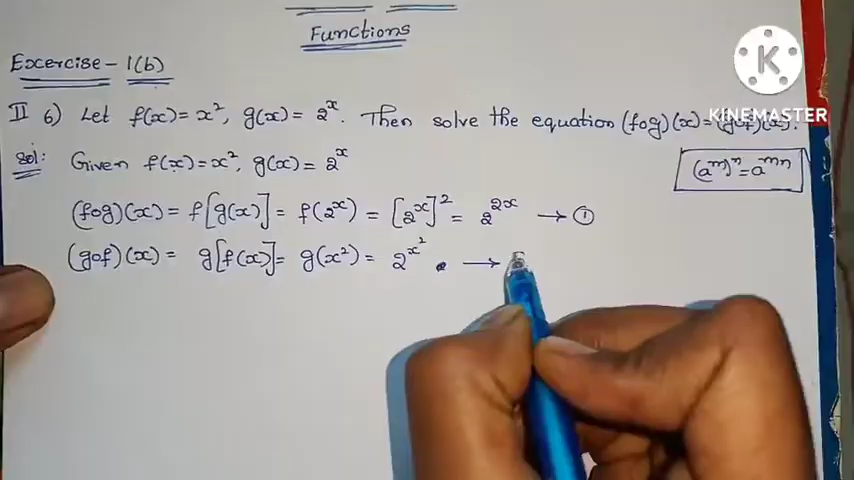 Functions
Excercise - 1(b)
II 6) Let f(x) = x², g(x) = 2^x. Then solve the equation (fog)(x) = (gof)(x).
Sol: Given f(x) = x², g(x) = 2^x
(a^m)^n = a^mn
(fog)(x) = f[g(x)] = f(2^x) = [2^x]² = 2^2x → ①
(gof)(x) = g[f(x)] = g(x²) = 2^x² . →
K
KINEMASTER